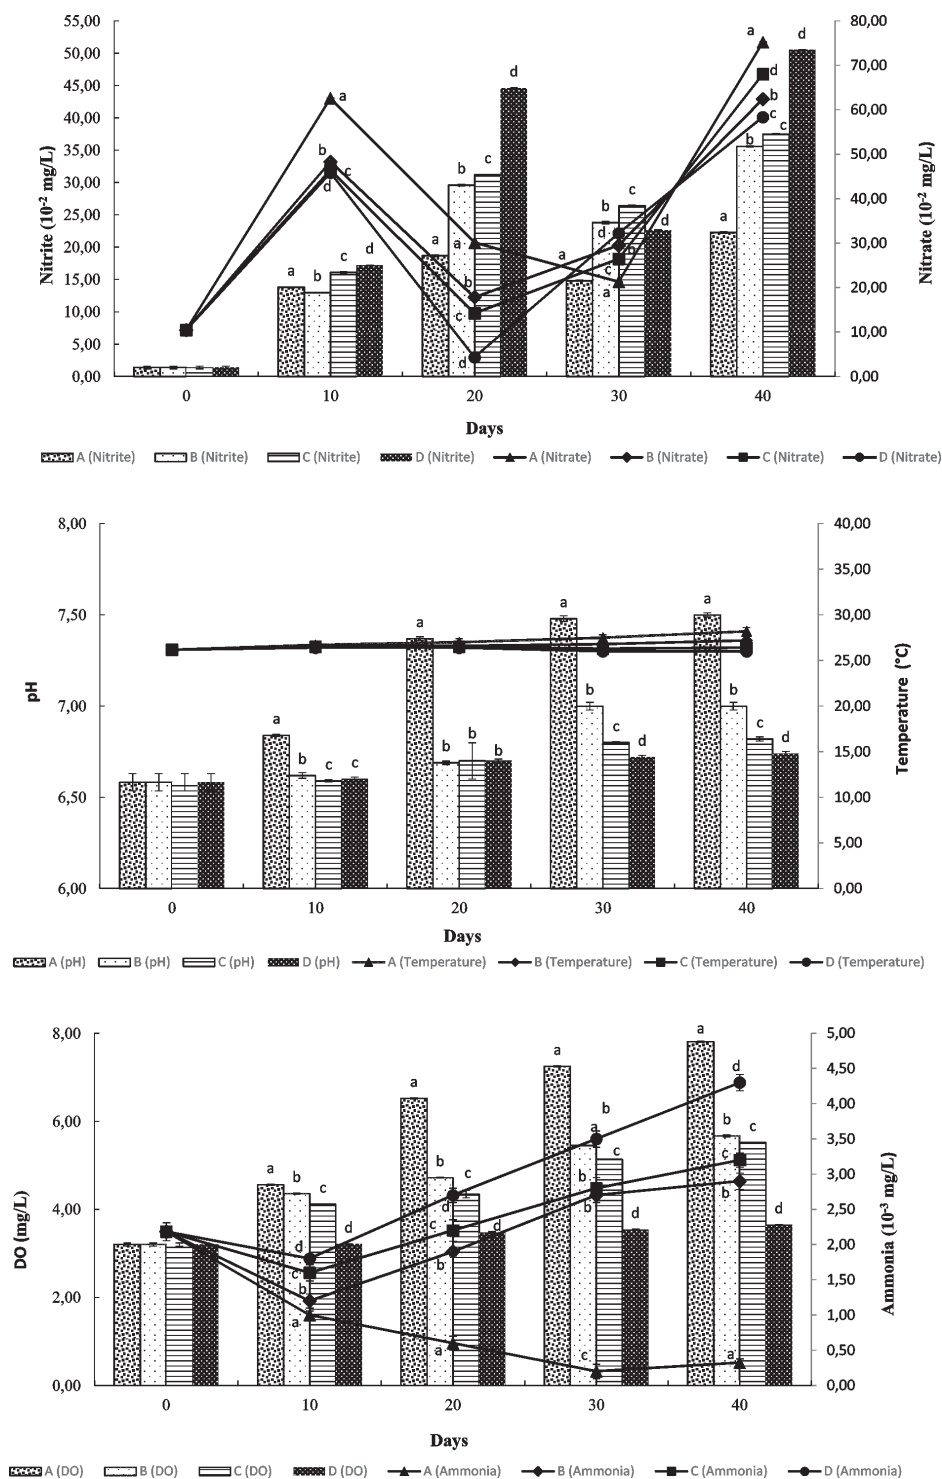 55,00
50,00
45,00
40,00
35,00
30,00
25,00
20,00
15,00
10,00
5,00
0,00
Nitrite (10-2 mg/L)
80,00
70,00
60,00
50,00
40,00
30,00
20,00
10,00
0,00
Nitrate (10-2 mg/L)
a b c d
a b c d
a b c d
a b c d
a b c d
a b c d
a b c d
a b c d
0 10 20 30 40
Days
A (Nitrite) B (Nitrite) C (Nitrite) D (Nitrite) A (Nitrate) B (Nitrate) C (Nitrate) D (Nitrate)
8,00
7,50
7,00
6,50
6,00
pH
40,00
35,00
30,00
25,00
20,00
15,00
10,00
5,00
0,00
Temperature (°C)
a b c c
a b b b
a b c d
a b c d
0 10 20 30 40
Days
A (pH) B (pH) C (pH) D (pH) A (Temperature) B (Temperature) C (Temperature) D (Temperature)
8,00
6,00
4,00
2,00
0,00
DO (mg/L)
5,00
4,50
4,00
3,50
3,00
2,50
2,00
1,50
1,00
0,50
0,00
Ammonia (10-3 mg/L)
a b c d
d c b a
a b c d
d c b a
a b c d
a b c
a b c d
d c b a
0 10 20 30 40
Days
A (DO) B (DO) C (DO) D (DO) A (Ammonia) B (Ammonia) C (Ammonia) D (Ammonia)